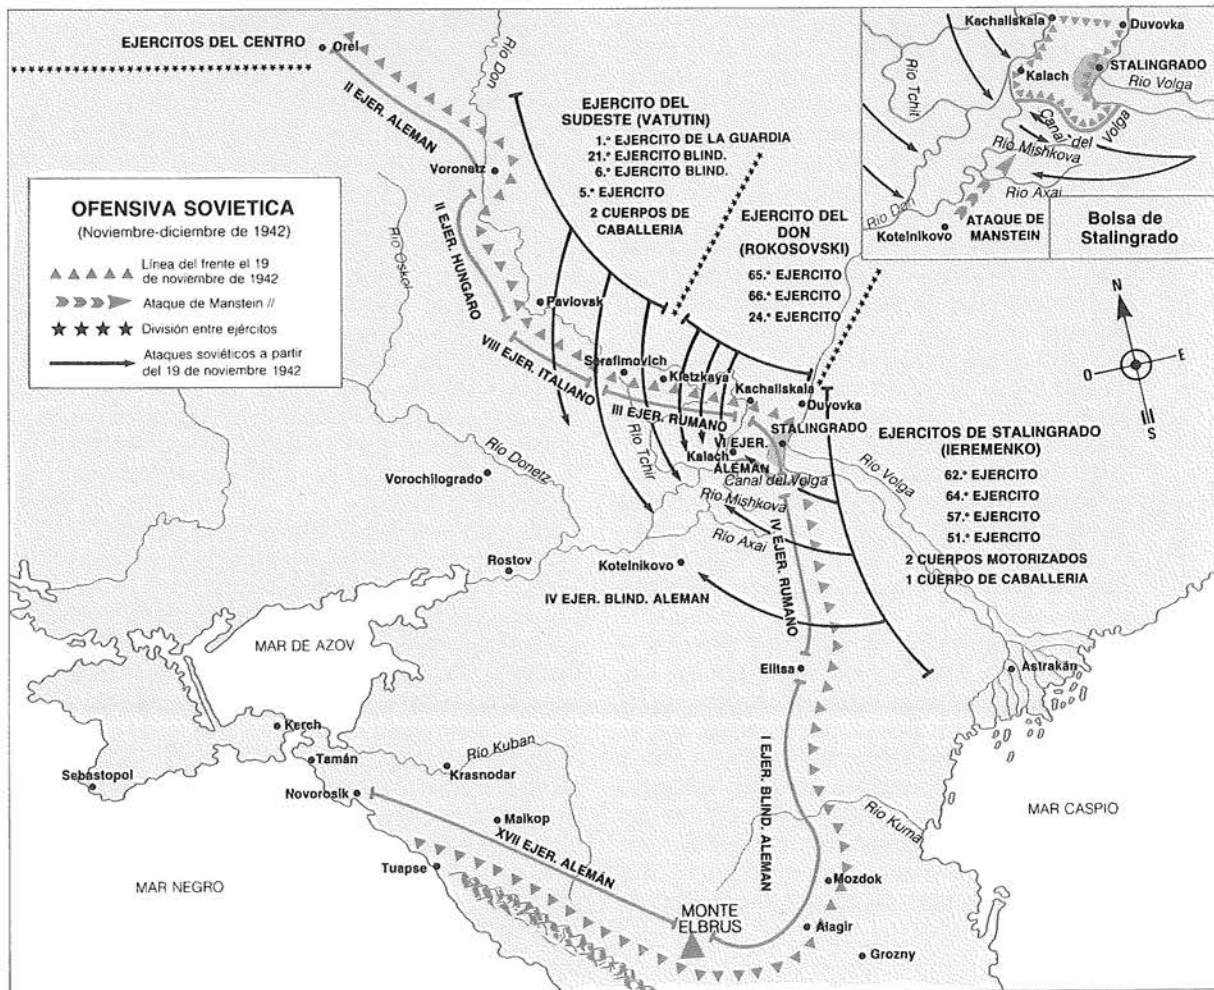 EJERCITOS DEL CENTRO
Orel
Río Don
II EJER. ALEMAN
Voronetz
EJERCITO DEL
SUDESTE (VATUTIN)
1.ª EJERCITO DE LA GUARDIA
21.ª EJERCITO BLIND.
6.ª EJERCITO BLIND.
5.ª EJERCITO
2 CUERPOS DE
CABALLERIA
EJERCITO DEL
DON
(ROKOSOVSKI)
65.ª EJERCITO
66.ª EJERCITO
24.ª EJERCITO
Kachaliskala
Duvovka
STALINGRADO
Kalach
Río Volga
Río Tchit
Canal del
Volga
Río Mishkova
Río Axai
Río Don
ATAQUE DE
MANSTEIN
Kotelnikovo
Bolsa de
Stalingrado
OFENSIVA SOVIETICA
(Noviembre-diciembre de 1942)
Línea del frente el 19
de noviembre de 1942
Ataque de Manstein //
División entre ejércitos
Ataques soviéticos a partir
del 19 de noviembre 1942
Río Oskol
II EJER. HUNGARO
Pavlovsk
VIII EJER. ITALIANO
Serafimovich
Kletzkaya
Kachaliskala
Duvovka
III EJER. RUMANO
STALINGRADO
VI EJER.
ALEMAN
Kalach
Río Tchir
Canal del Volga
Río Mishkova
Río Axai
Río Donetz
Vorochilogrado
Rostov
Kotelnikovo
IV EJER. BLIND. ALEMAN
IV EJER. RUMANO
Río Volga
N
E
S
O
EJERCITOS DE STALINGRADO
(IEREMENKO)
62.ª EJERCITO
64.ª EJERCITO
57.ª EJERCITO
51.ª EJERCITO
2 CUERPOS MOTORIZADOS
1 CUERPO DE CABALLERIA
MAR DE AZOV
Elitsa
Astrakán
Kerch
Tamán
Río Kuban
Krasnodar
Sebastopol
Novorosik
Maikop
XVII EJER. ALEMÁN
I EJER. BLIND. ALEMAN
Río Kuma
MAR CASPIO
Tuapse
MAR NEGRO
MONTE
ELBRUS
Mozdok
Alagir
Grozny